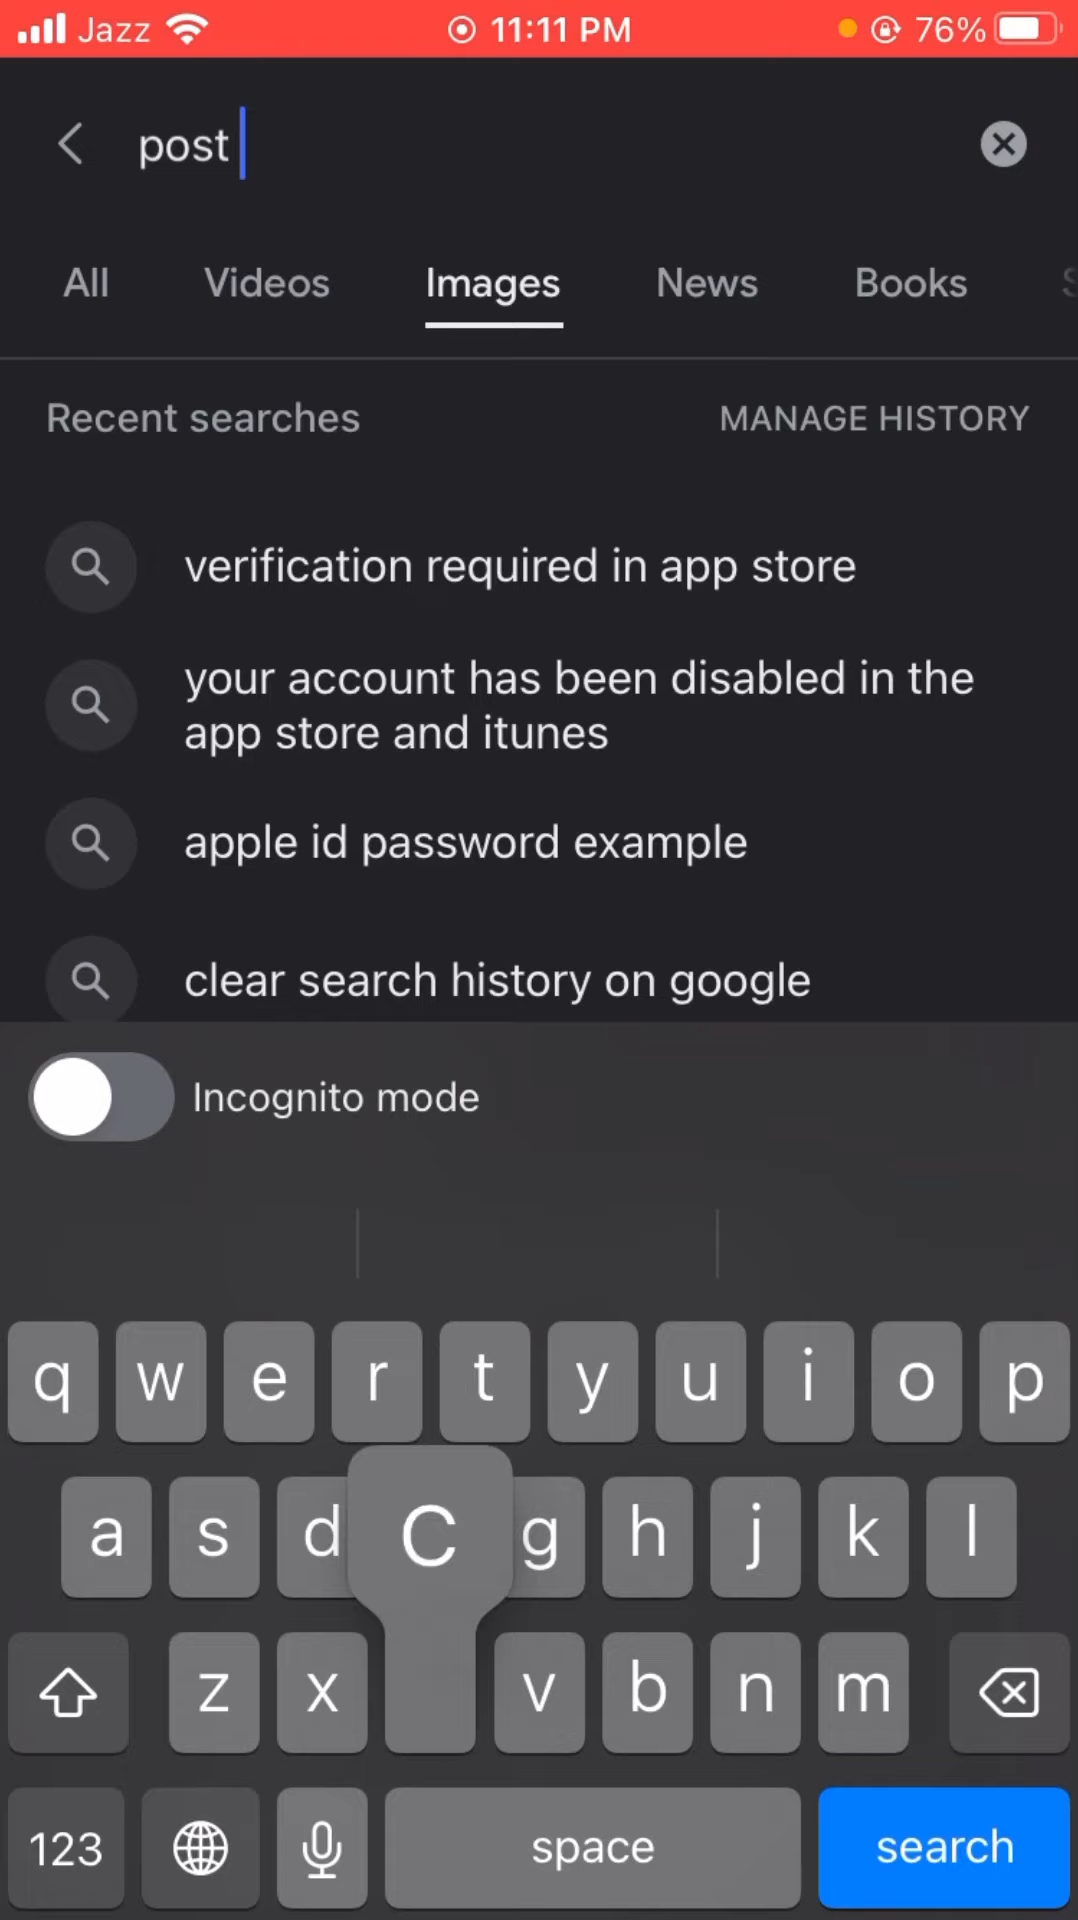 Jazz 11:11 PM 76%
post
All Videos Images News Books S
Recent searches MANAGE HISTORY
verification required in app store
your account has been disabled in the
app store and itunes
apple id password example
clear search history on google
Incognito mode
q w e r t y u i o p
a s d c g h j k l
z x v b n m
123 space search